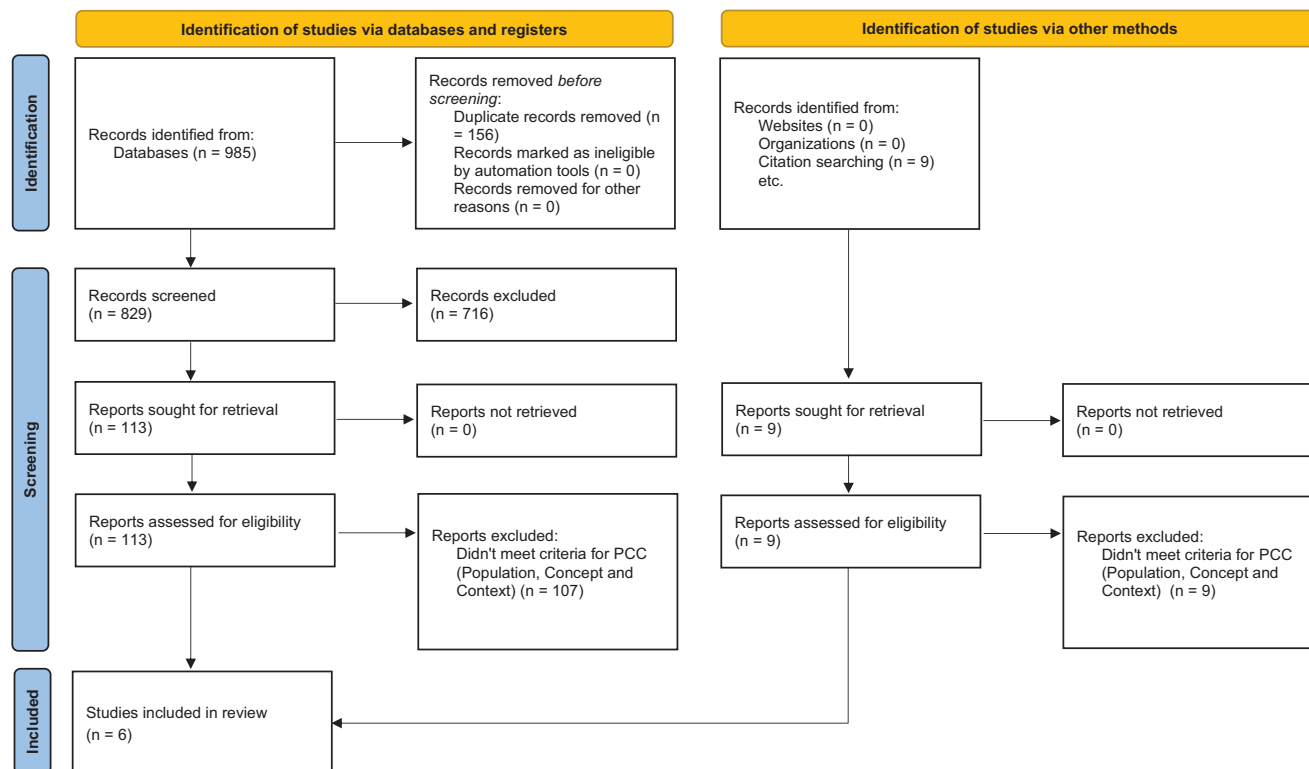 Identification of studies via databases and registers
Identification of studies via other methods
Identification
Records identified from:
Databases (n = 985)
Records removed before
screening:
Duplicate records removed (n
= 156)
Records marked as ineligible
by automation tools (n = 0)
Records removed for other
reasons (n = 0)
Records identified from:
Websites (n = 0)
Organizations (n = 0)
Citation searching (n = 9)
etc.
Screening
Records screened
(n = 829)
Records excluded
(n = 716)
Reports sought for retrieval
(n = 113)
Reports not retrieved
(n = 0)
Reports sought for retrieval
(n = 9)
Reports not retrieved
(n = 0)
Reports assessed for eligibility
(n = 113)
Reports excluded:
Didn't meet criteria for PCC
(Population, Concept and
Context) (n = 107)
Reports assessed for eligibility
(n = 9)
Reports excluded:
Didn't meet criteria for PCC
(Population, Concept and
Context) (n = 9)
Included
Studies included in review
(n = 6)